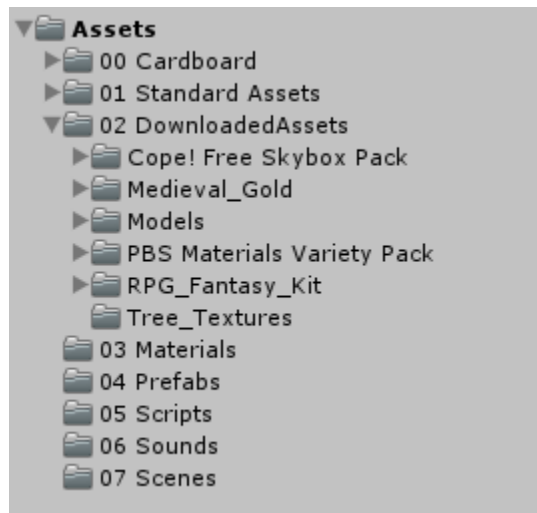 Assets
00 Cardboard
01 Standard Assets
02 DownloadedAssets
Cope! Free Skybox Pack
Medieval_Gold
Models
PBS Materials Variety Pack
RPG_Fantasy_Kit
Tree_Textures
03 Materials
04 Prefabs
05 Scripts
06 Sounds
07 Scenes